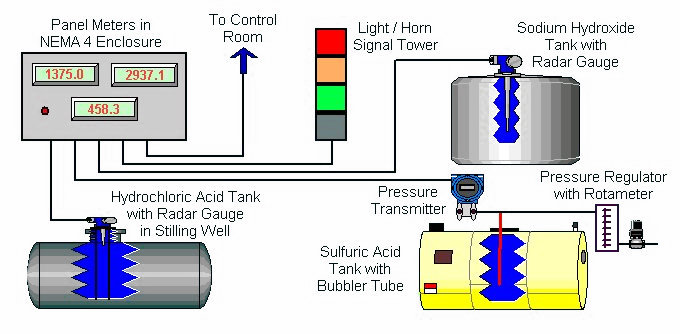 Panel Meters in
NEMA 4 Enclosure
1375.0
2937.1
458.3
To Control
Room
Light / Horn
Signal Tower
Sodium Hydroxide
Tank with
Radar Gauge
Hydrochloric Acid Tank
with Radar Gauge
in Stilling Well
Pressure
Transmitter
Pressure Regulator
with Rotameter
Sulfuric Acid
Tank with
Bubbler Tube